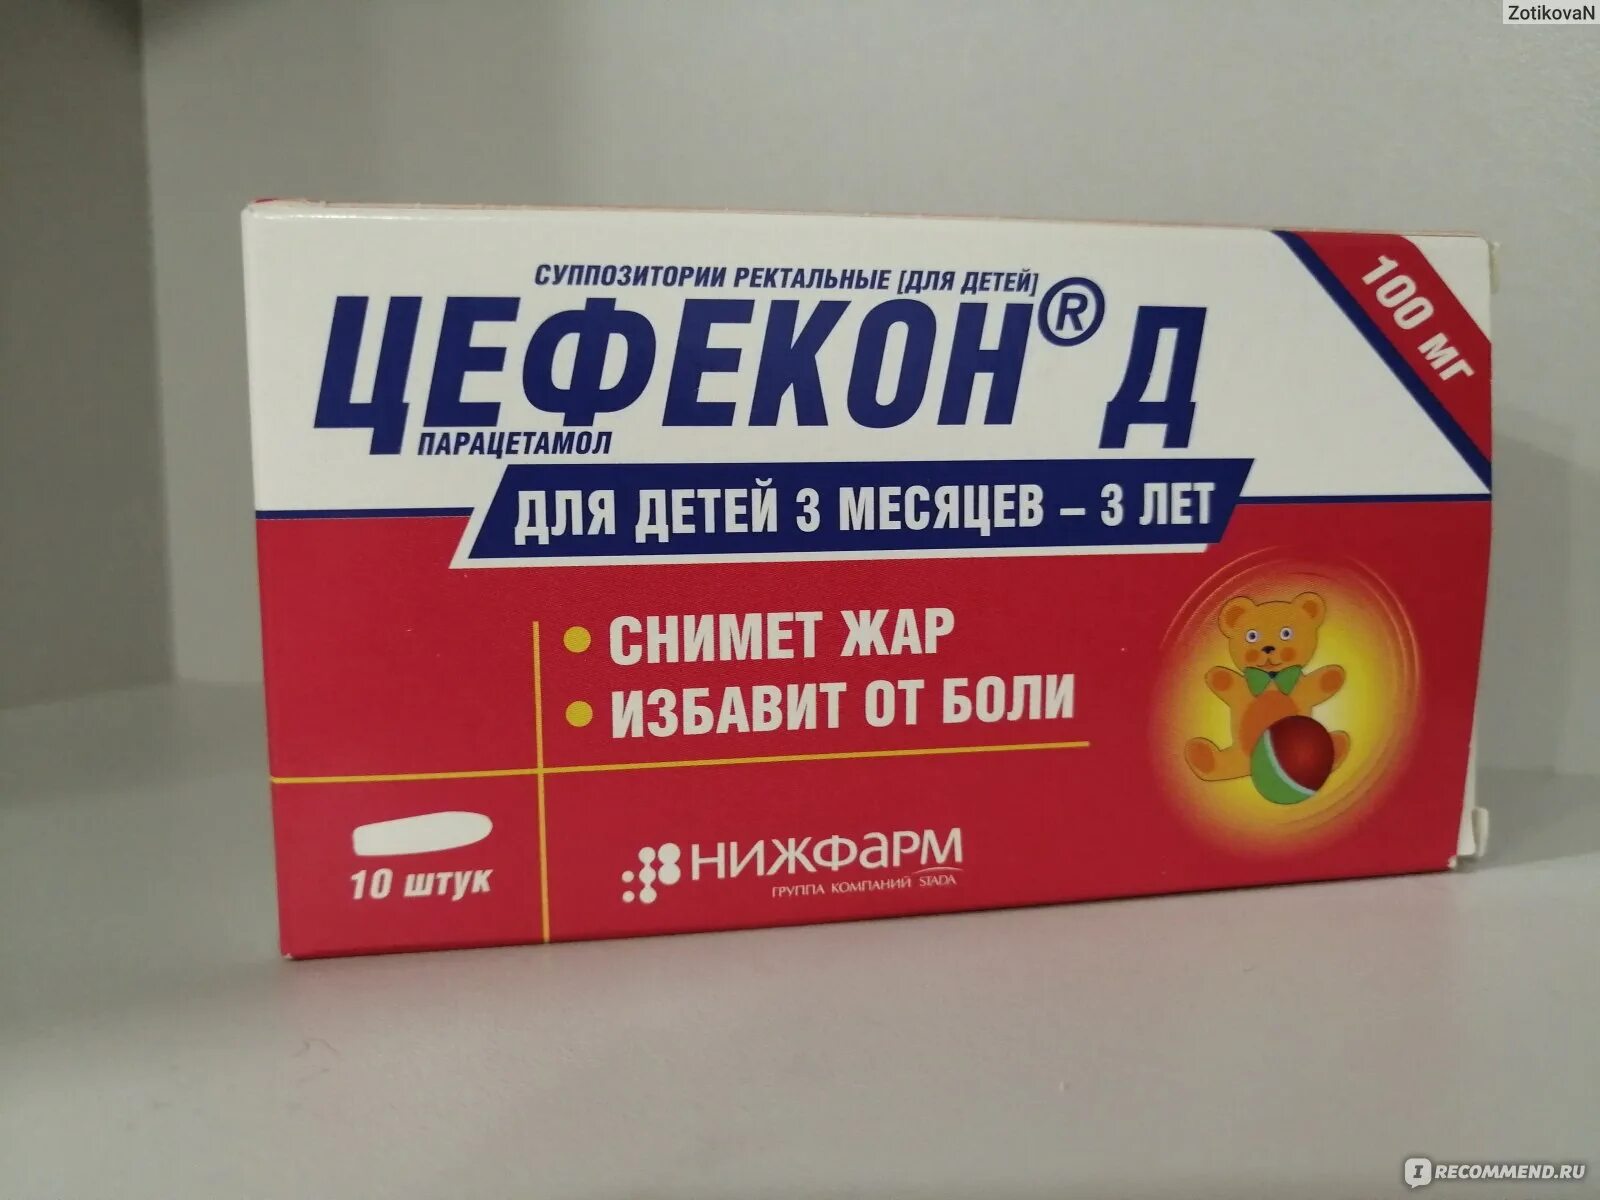 ZotikovaN
СУППОЗИТОРИИ РЕКТАЛЬНЫЕ [ДЛЯ ДЕТЕЙ]
ЦЕФЕКОН® Д
100 МГ
ПАРАЦЕТАМОЛ
ДЛЯ ДЕТЕЙ 3 МЕСЯЦЕВ – 3 ЛЕТ
• СНИМЕТ ЖАР
• ИЗБАВИТ ОТ БОЛИ
10 штук
НИЖФАРМ
ГРУППА КОМПАНИЙ STADA
IRECOMMEND.RU